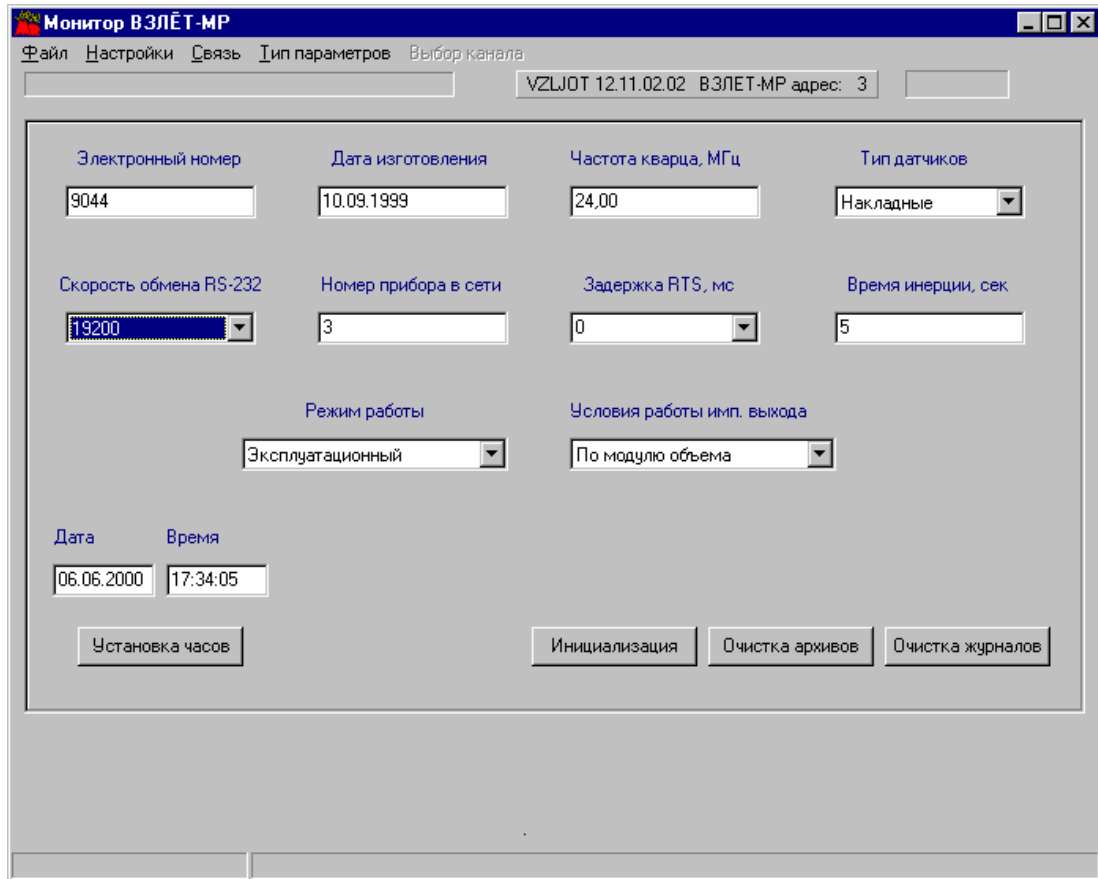 Монитор ВЗЛЁТ-МР
Файл Настройки Связь Тип параметров Выбор канала
VZLJOT 12.11.02.02 ВЗЛЕТ-МР адрес: 3
Электронный номер Дата изготовления Частота кварца, МГц Тип датчиков
9044 10.09.1999 24,00 Накладные
Скорость обмена RS-232 Номер прибора в сети Задержка RTS, мс Время инерции, сек
19200 3 0 5
Режим работы Условия работы имп. выхода
Эксплуатационный По модулю объема
Дата Время
06.06.2000 17:34:05
Установка часов Инициализация Очистка архивов Очистка журналов